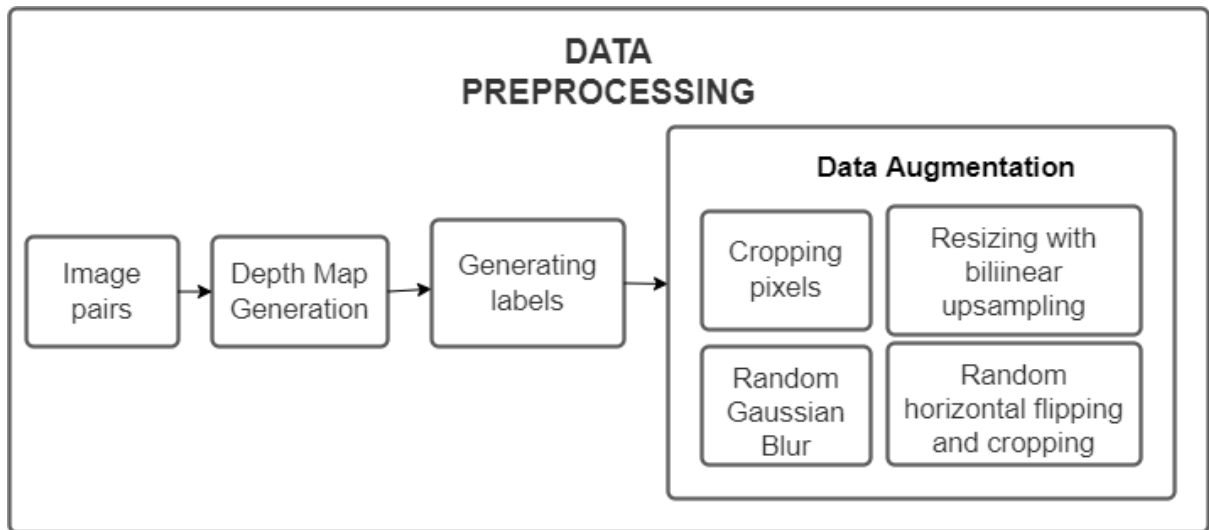 DATA
PREPROCESSING
Data Augmentation
Image
pairs
Depth Map
Generation
Generating
labels
Cropping
pixels
Resizing with
biliinear
upsampling
Random
Gaussian
Blur
Random
horizontal flipping
and cropping